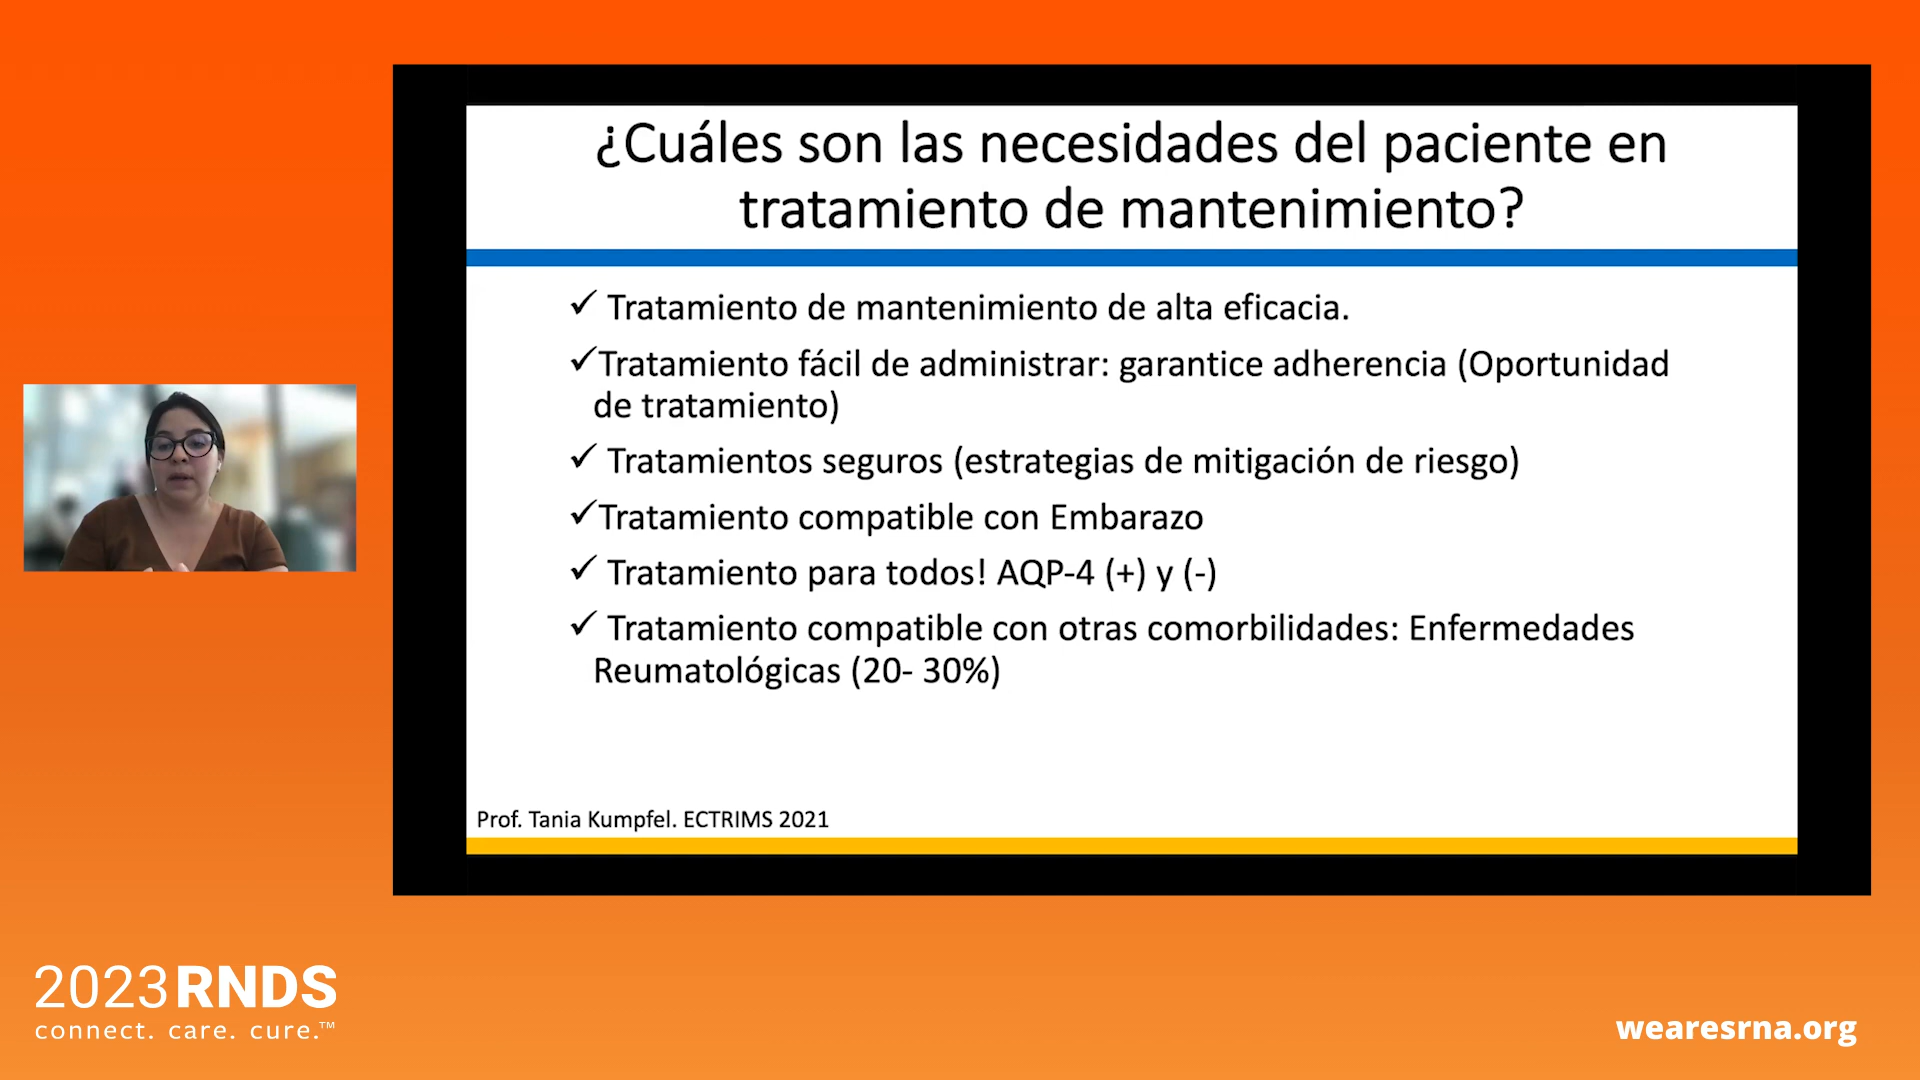 ¿Cuáles son las necesidades del paciente en
tratamiento de mantenimiento?
✓ Tratamiento de mantenimiento de alta eficacia.
✓Tratamiento fácil de administrar: garantice adherencia (Oportunidad
de tratamiento)
✓ Tratamientos seguros (estrategias de mitigación de riesgo)
✓Tratamiento compatible con Embarazo
✓ Tratamiento para todos! AQP-4 (+) y (-)
✓ Tratamiento compatible con otras comorbilidades: Enfermedades
Reumatológicas (20- 30%)
Prof. Tania Kumpfel. ECTRIMS 2021
2023 RNDS
connect. care. cure.™
wearesrna.org